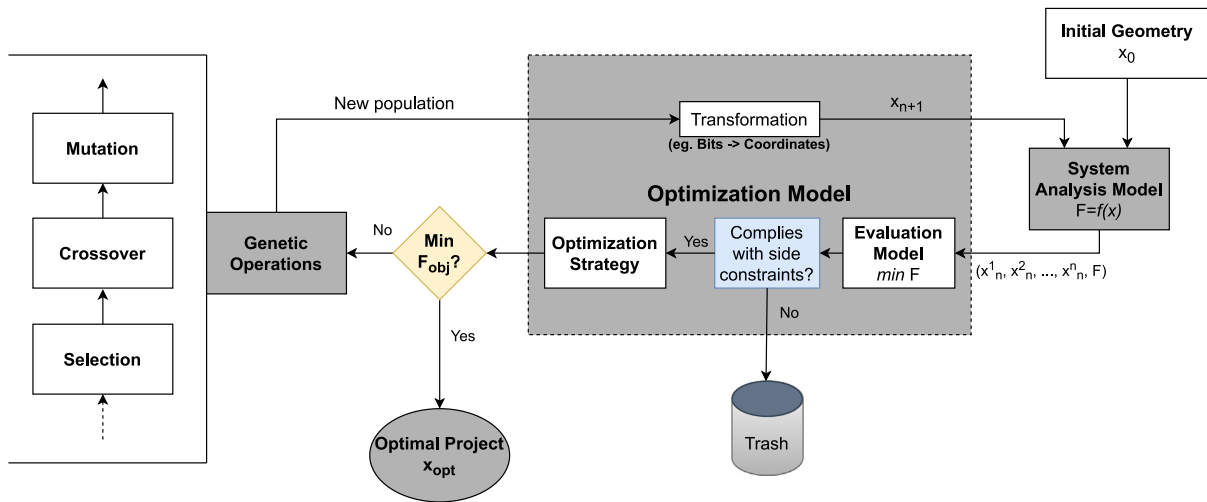 Initial Geometry
x0
New population
Transformation
(eg. Bits -> Coordinates)
xn+1
Mutation
System
Analysis Model
F=f(x)
Optimization Model
Crossover
Genetic
Operations
No
Min
Fobj?
Optimization
Strategy
Yes
Complies
with side
constraints?
Evaluation
Model
min F
(x1n, x2n, ..., xnn, F)
No
Yes
Selection
Optimal Project
xopt
Trash